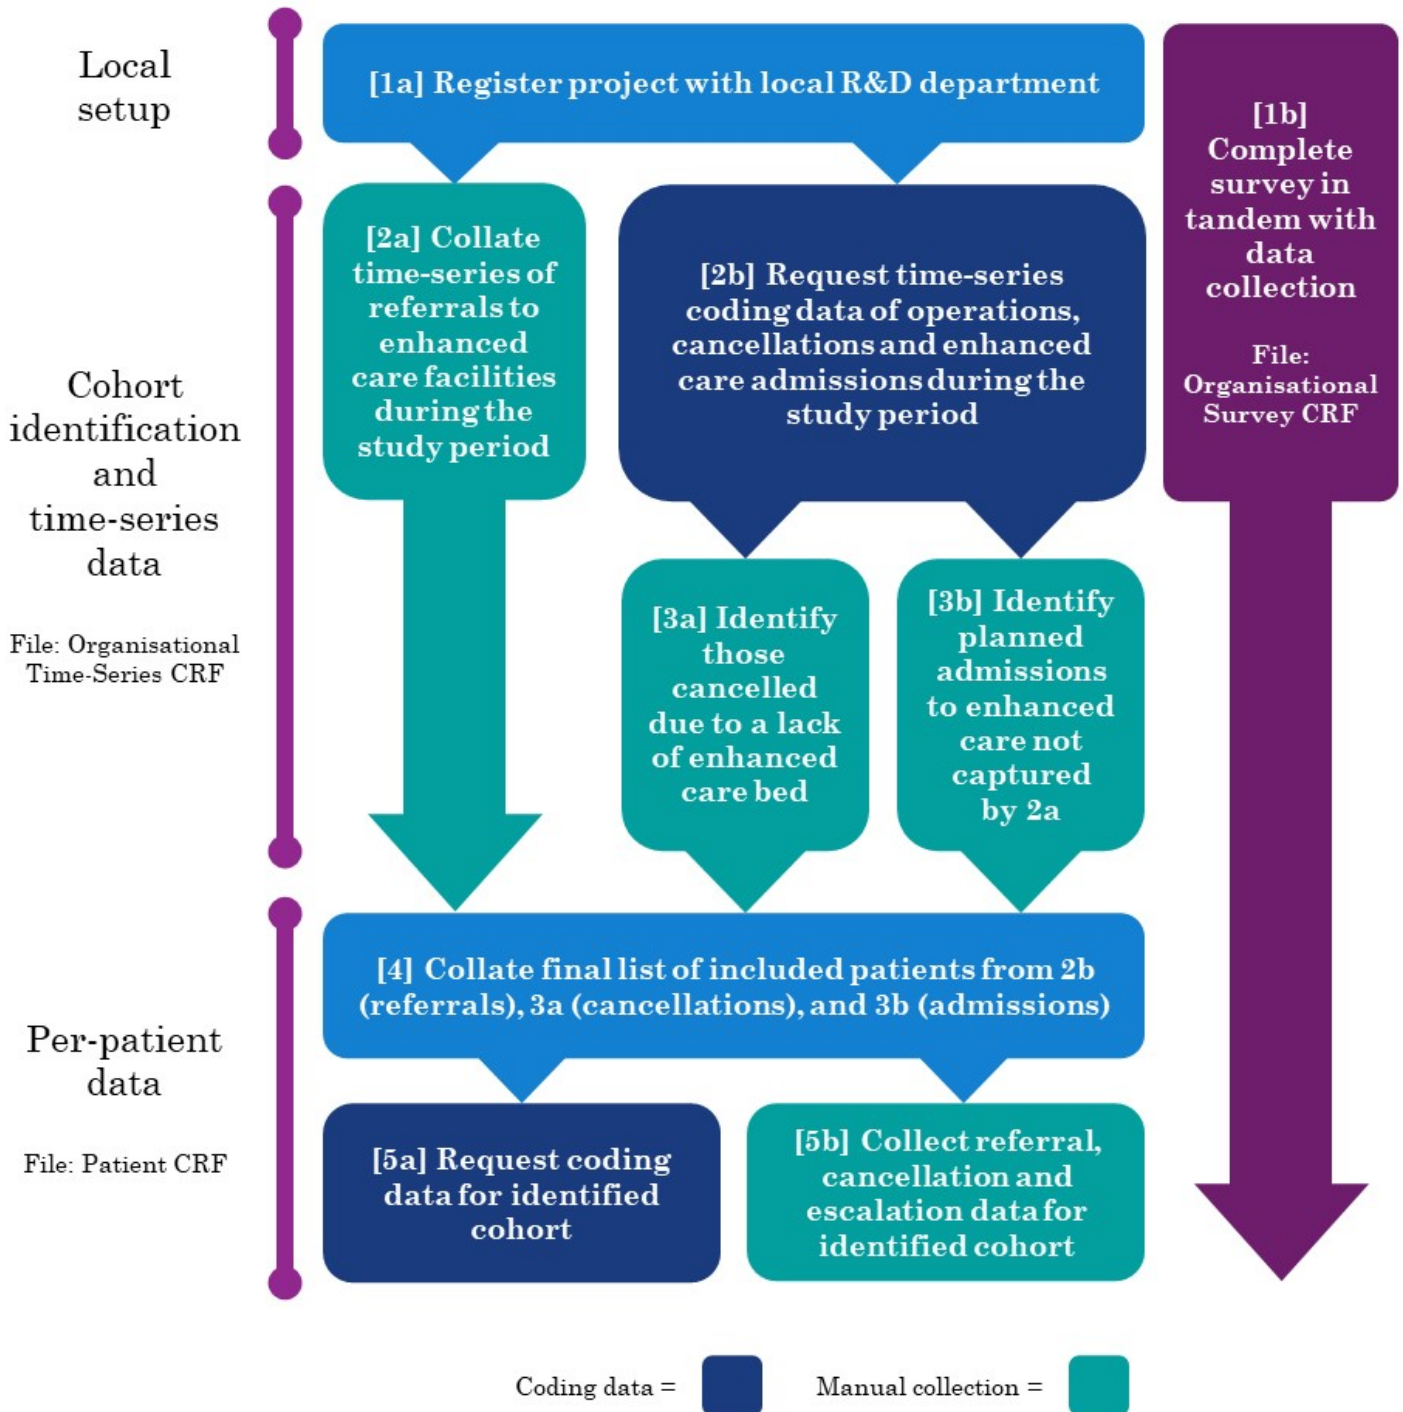 Local
setup
[1a] Register project with local R&D department
[1b]
Complete
survey in
tandem with
data
collection
File:
Organisational
Survey CRF
Cohort
identification
and
time-series
data
File: Organisational
Time-Series CRF
[2a] Collate
time-series of
referrals to
enhanced
care facilities
during the
study period
[2b] Request time-series
coding data of operations,
cancellations and enhanced
care admissions during the
study period
[3a] Identify
those
cancelled
due to a lack
of enhanced
care bed
[3b] Identify
planned
admissions
to enhanced
care not
captured
by 2a
Per-patient
data
File: Patient CRF
[4] Collate final list of included patients from 2b
(referrals), 3a (cancellations), and 3b (admissions)
[5a] Request coding
data for identified
cohort
[5b] Collect referral,
cancellation and
escalation data for
identified cohort
Coding data =
Manual collection =